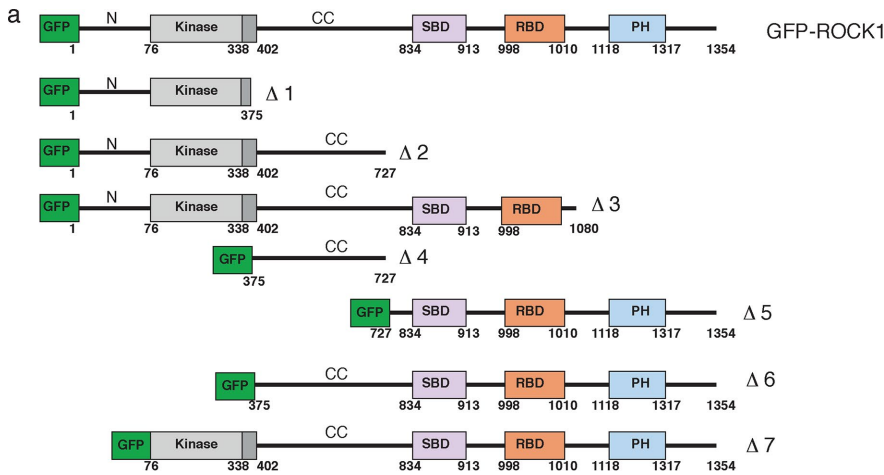 a
N CC
GFP Kinase SBD RBD PH GFP-ROCK1
1 76 338 402 834 913 998 1010 1118 1317 1354
N
GFP Kinase Δ 1
1 375
N CC
GFP Kinase Δ 2
1 76 338 402 727
N CC
GFP Kinase SBD RBD Δ 3
1 76 338 402 834 913 998 1080
CC
GFP Δ 4
375 727
GFP SBD RBD PH Δ 5
727 834 913 998 1010 1118 1317 1354
CC
GFP SBD RBD PH Δ 6
375 834 913 998 1010 1118 1317 1354
CC
GFP Kinase SBD RBD PH Δ 7
76 338 402 834 913 998 1010 1118 1317 1354